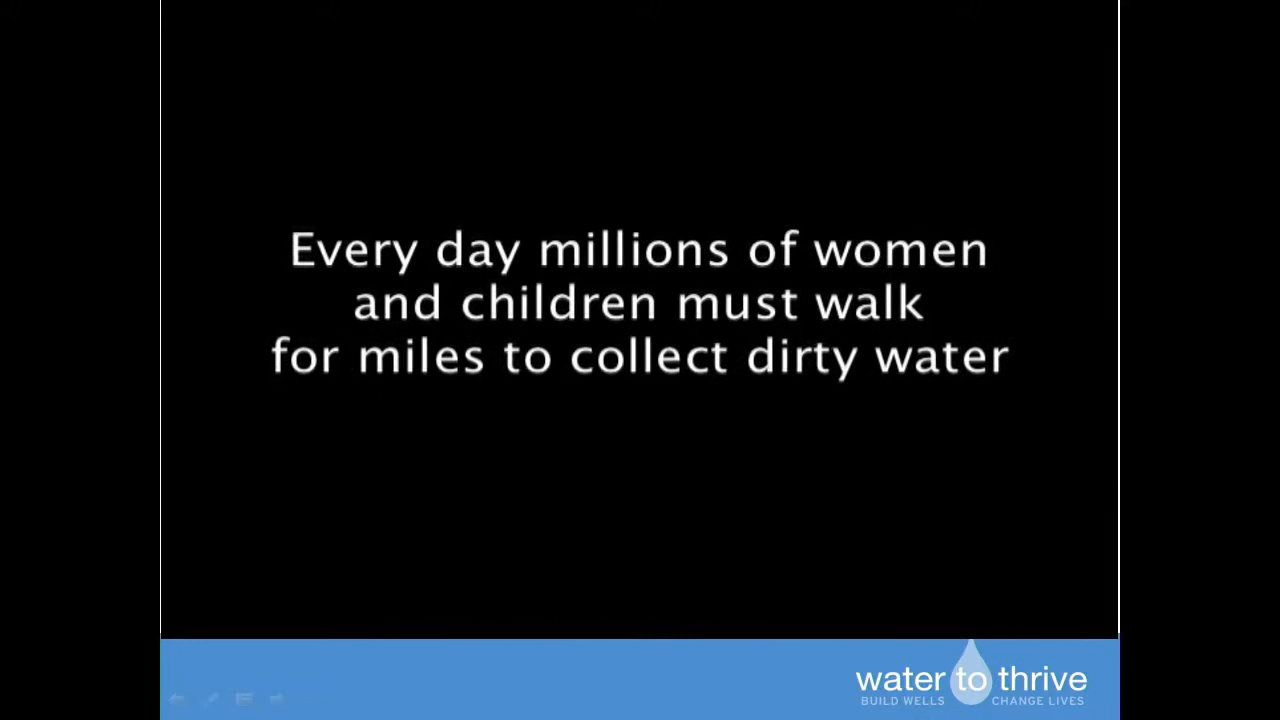 Every day millions of women
and children must walk
for miles to collect dirty water
water to thrive
BUILD WELLS CHANGE LIVES